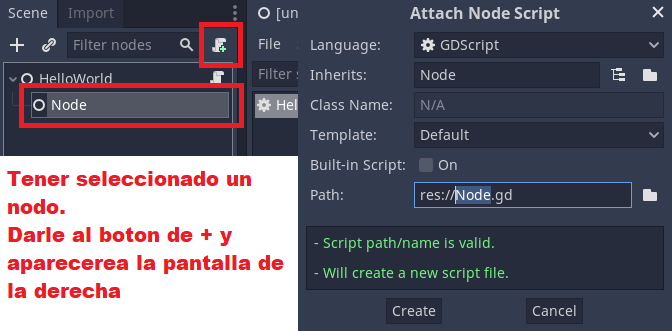 Scene Import
Filter nodes
HelloWorld
Node
Tener seleccionado un
nodo.
Darle al boton de + y
aparecerea la pantalla de
la derecha
[un
File
Filter s
Hel
Attach Node Script
Language: GDScript
Inherits: Node
Class Name: N/A
Template: Default
Built-in Script: On
Path: res://Node.gd
- Script path/name is valid.
- Will create a new script file.
Create Cancel